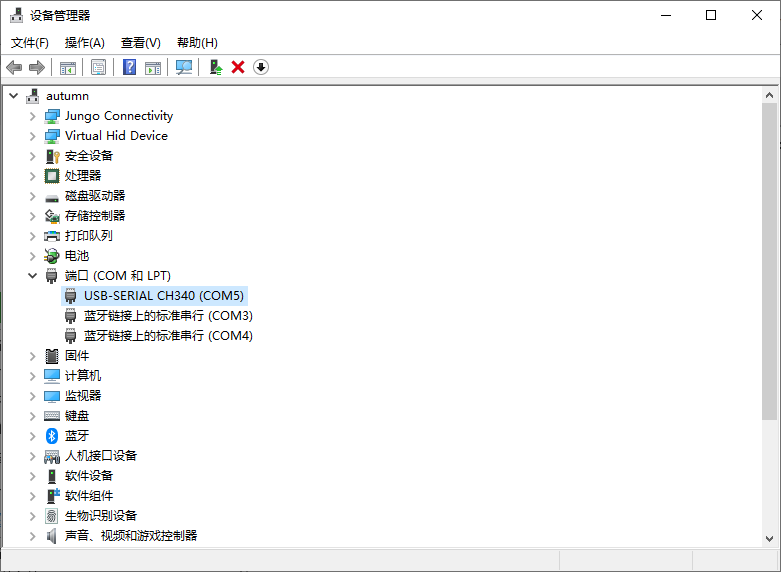 设备管理器
文件(F) 操作(A) 查看(V) 帮助(H)
autumn
Jungo Connectivity
Virtual Hid Device
安全设备
处理器
磁盘驱动器
存储控制器
打印队列
电池
端口 (COM 和 LPT)
USB-SERIAL CH340 (COM5)
蓝牙链接上的标准串行 (COM3)
蓝牙链接上的标准串行 (COM4)
固件
计算机
监视器
键盘
蓝牙
人机接口设备
软件设备
软件组件
生物识别设备
声音、视频和游戏控制器